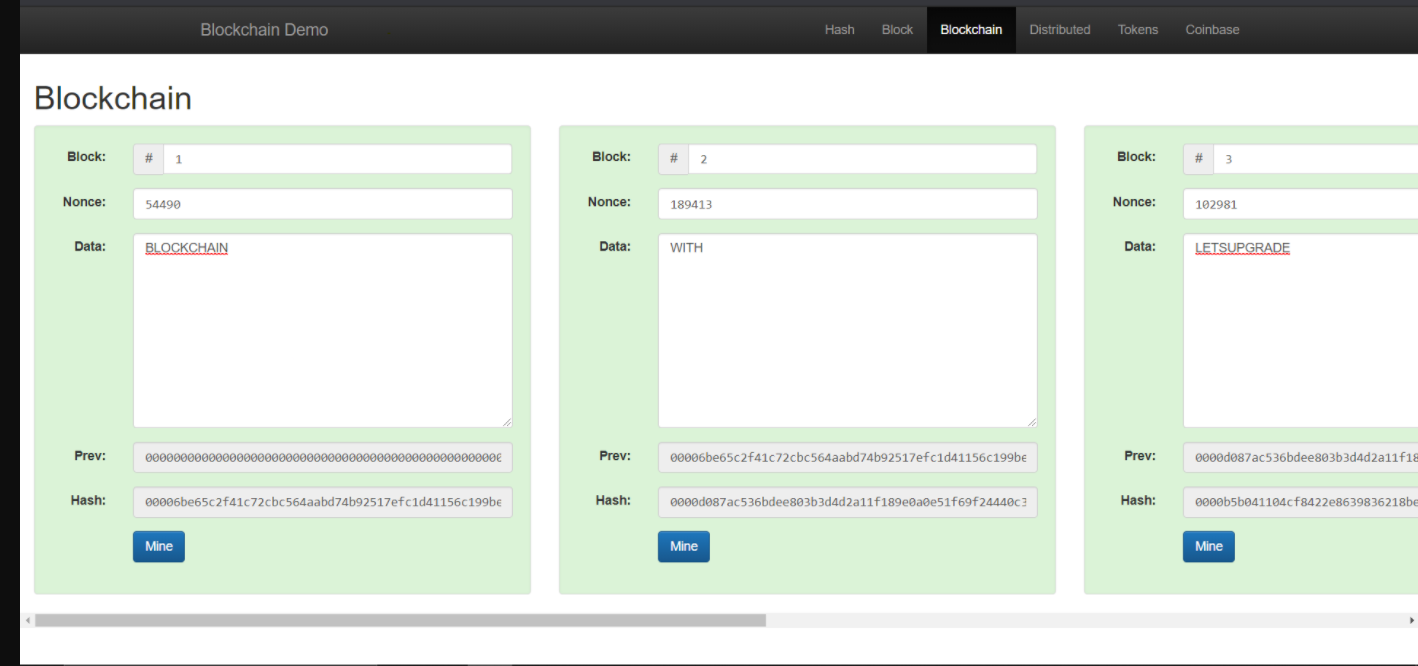 Blockchain Demo Hash Block Blockchain Distributed Tokens Coinbase
Blockchain
Block: # 1
Nonce: 54490
Data: BLOCKCHAIN
Prev: 00000000000000000000000000000000000000000000000000
Hash: 00006be65c2f41c72cbc564aabd74b92517efc1d41156c199be
Mine
Block: # 2
Nonce: 189413
Data: WITH
Prev: 00006be65c2f41c72cbc564aabd74b92517efc1d41156c199be
Hash: 0000d087ac536bdee803b3d4d2a11f189e0a0e51f69f24440c3
Mine
Block: # 3
Nonce: 102981
Data: LETSUPGRADE
Prev: 0000d087ac536bdee803b3d4d2a11f18
Hash: 0000b5b041104cf8422e8639836218be
Mine